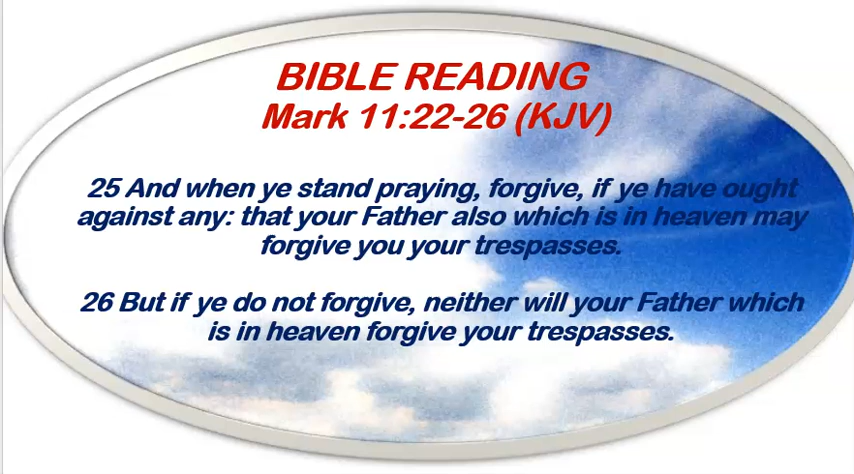 BIBLE READING
Mark 11:22-26 (KJV)
25 And when ye stand praying, forgive, if ye have ought
against any: that your Father also which is in heaven may
forgive you your trespasses.
26 But if ye do not forgive, neither will your Father which
is in heaven forgive your trespasses.